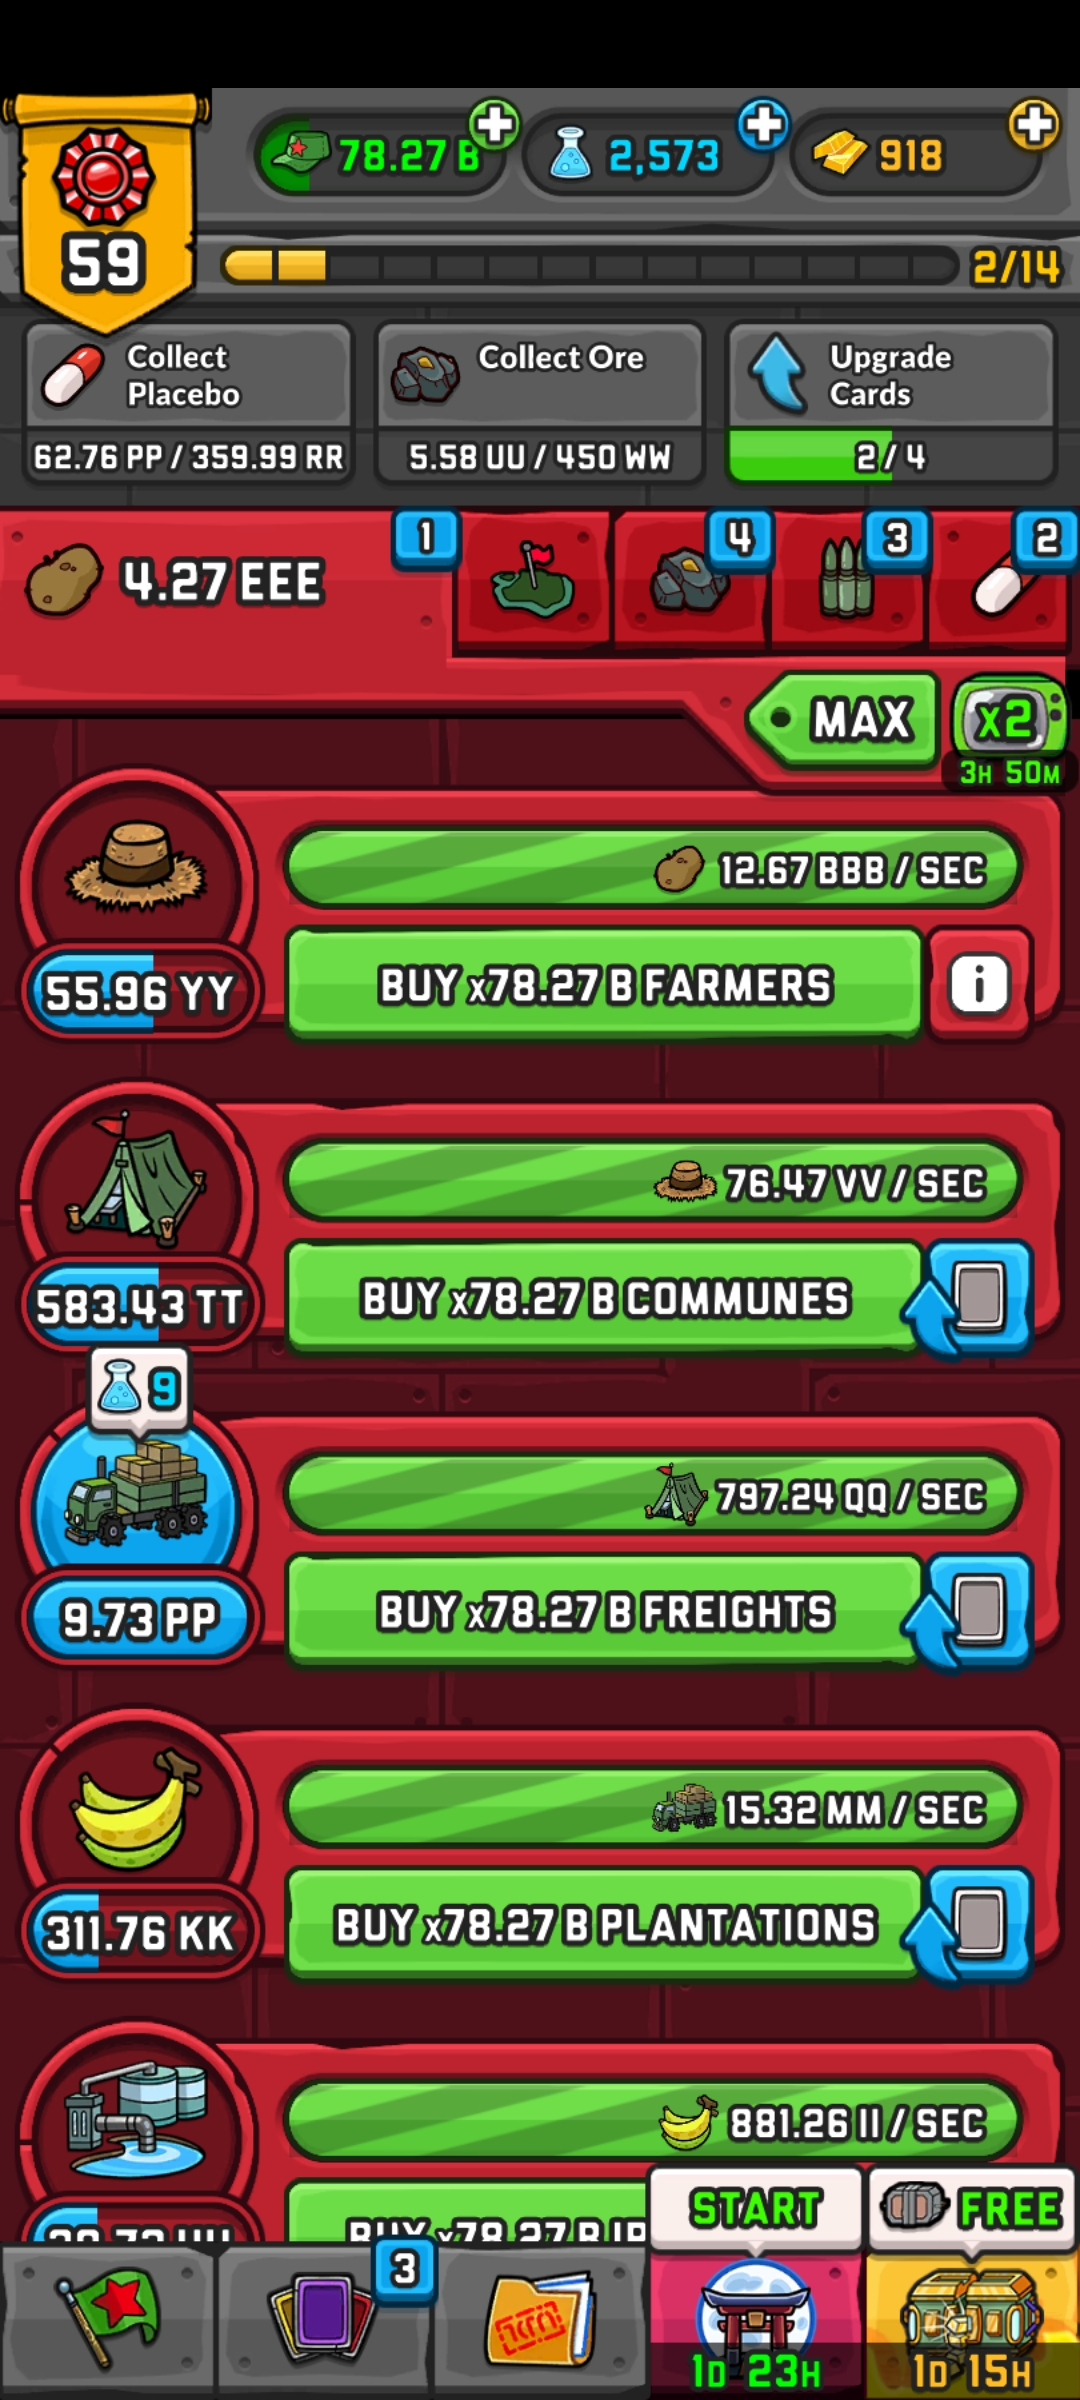 78.27 B
2,573
918
59
2/14
Collect Placebo
62.76 PP / 359.99 RR
Collect Ore
5.58 UU / 450 WW
Upgrade Cards
2 / 4
4.27 EEE
1
4
3
2
MAX
x2
3H 50M
12.67 BBB / SEC
55.96 YY
BUY x78.27 B FARMERS
i
76.47 VV / SEC
583.43 TT
BUY x78.27 B COMMUNES
9
797.24 QQ / SEC
9.73 PP
BUY x78.27 B FREIGHTS
15.32 MM / SEC
311.76 KK
BUY x78.27 B PLANTATIONS
881.26 II / SEC
BUY x78.27 B
START
FREE
3
1D 23H
1D 15H